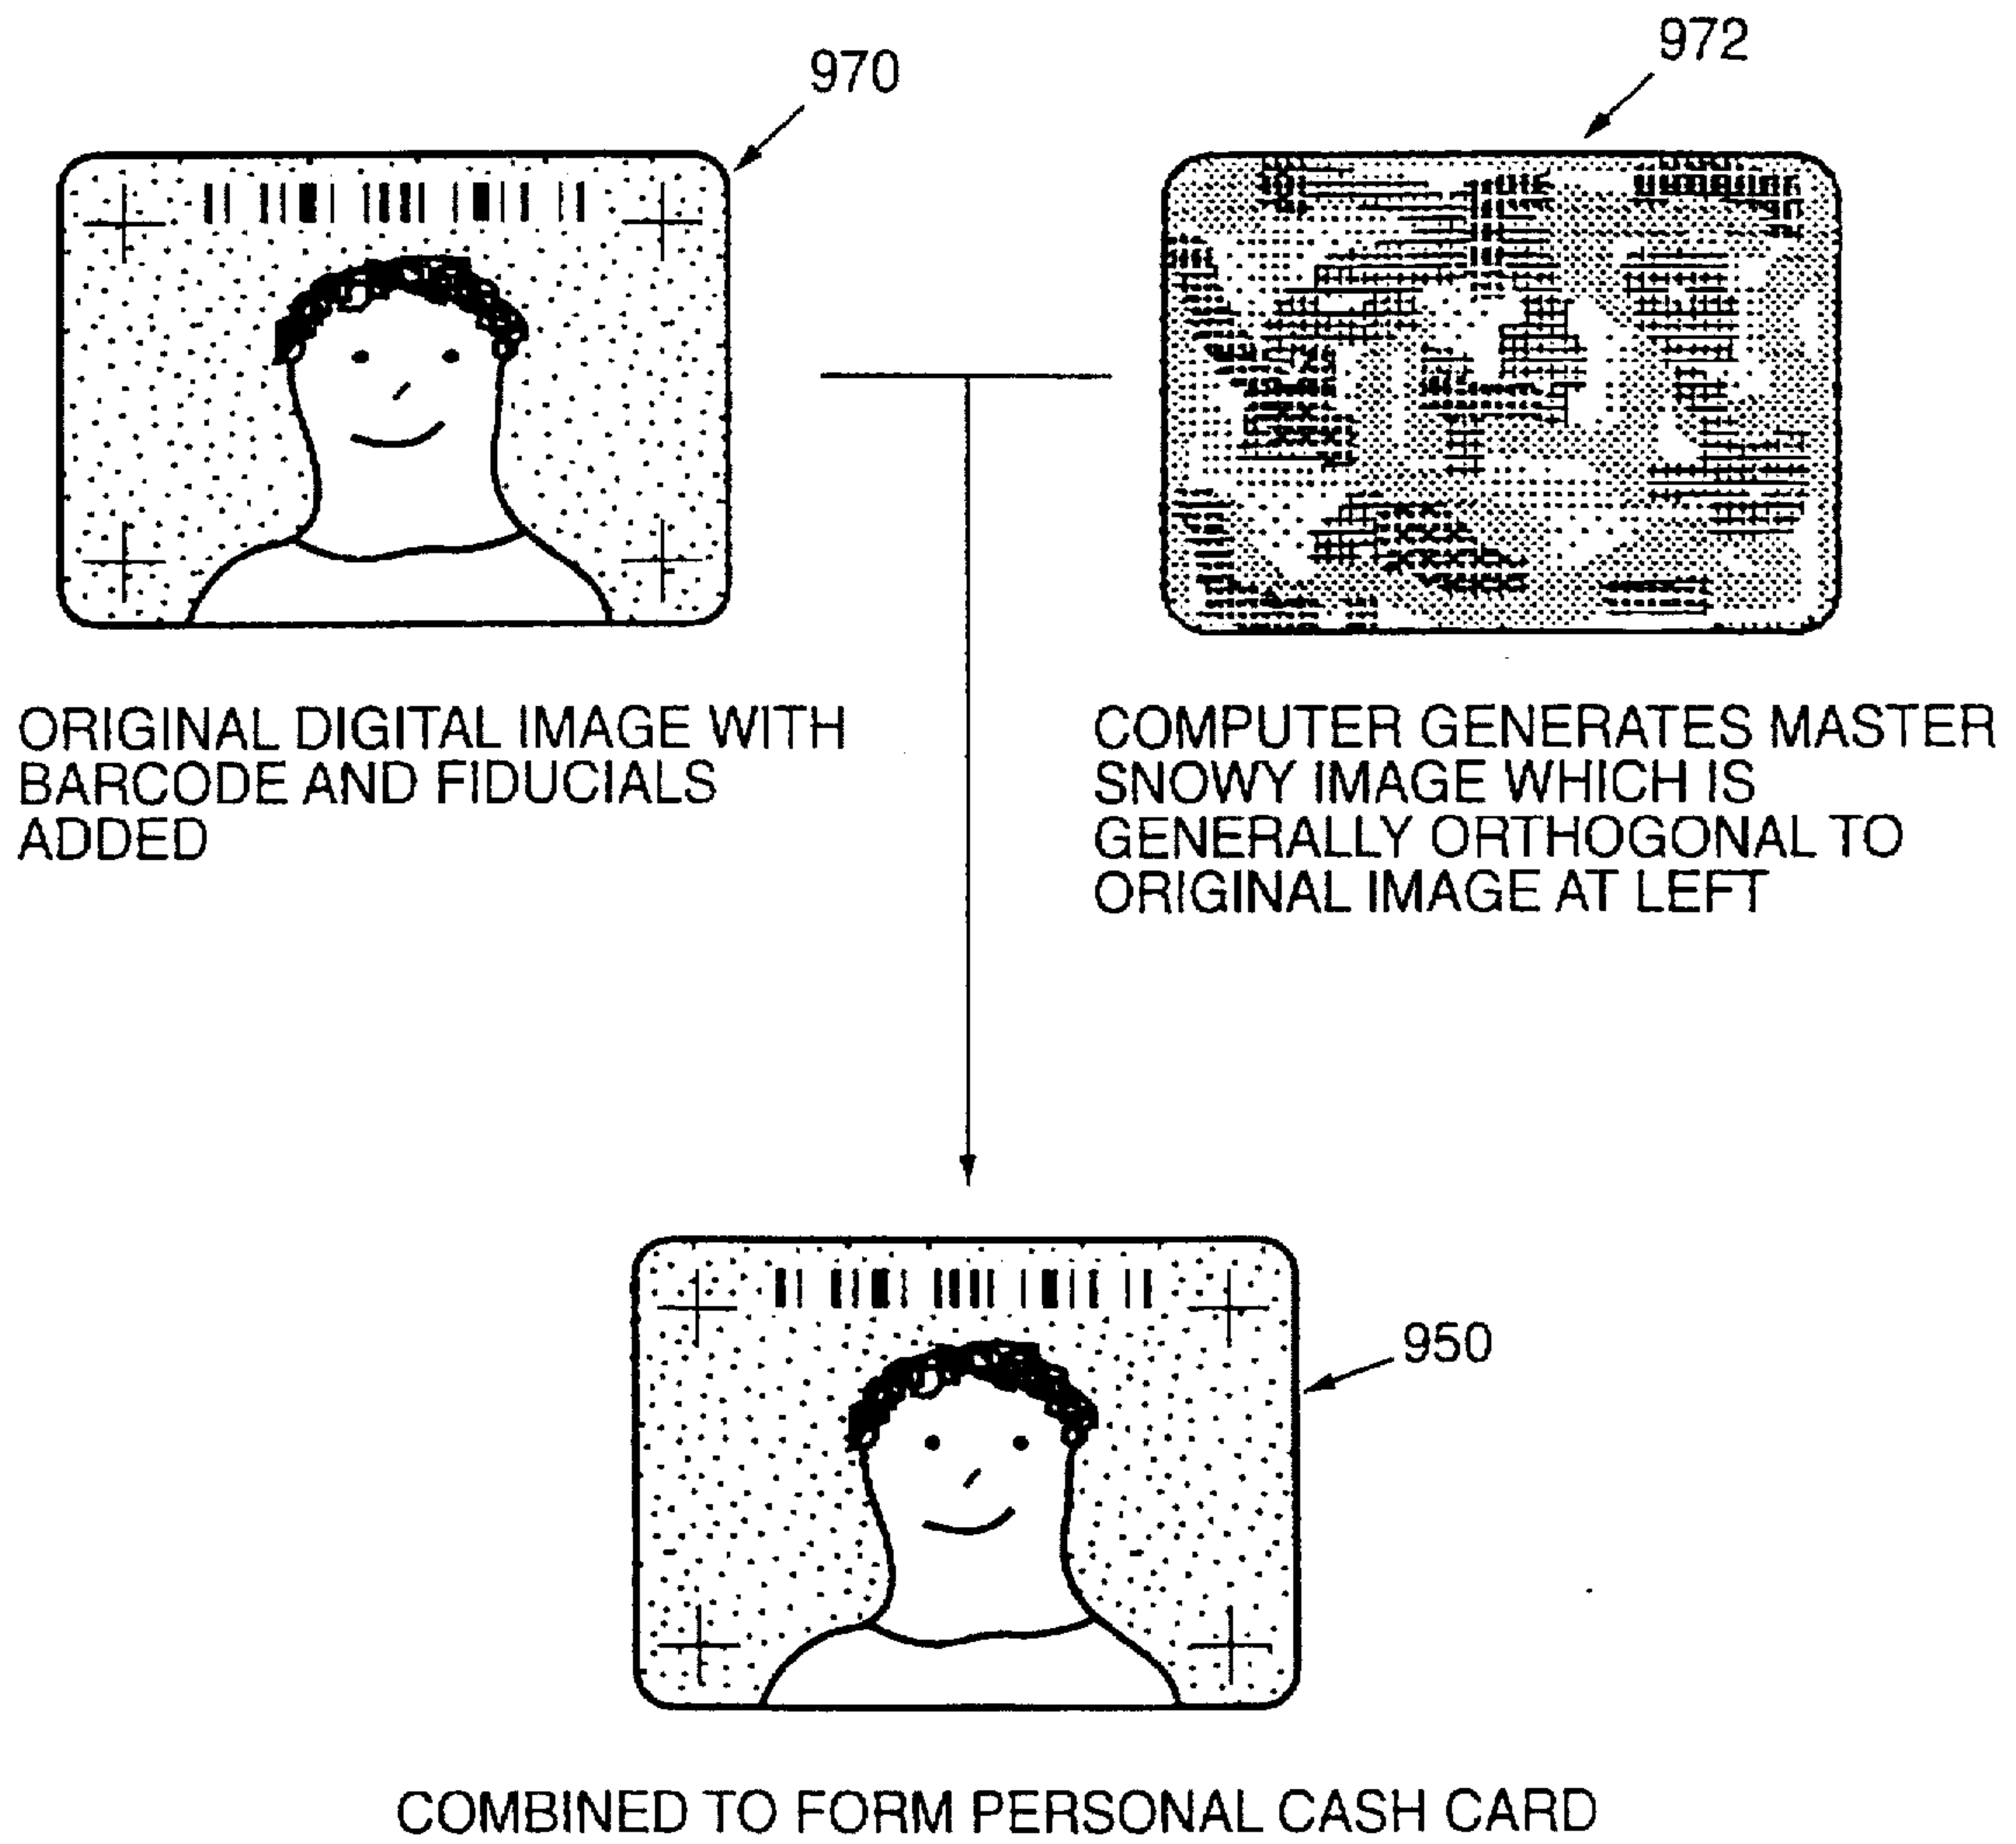 970
972
ORIGINAL DIGITAL IMAGE WITH
BARCODE AND FIDUCIALS
ADDED
COMPUTER GENERATES MASTER
SNOWY IMAGE WHICH IS
GENERALLY ORTHOGONAL TO
ORIGINAL IMAGE AT LEFT
950
COMBINED TO FORM PERSONAL CASH CARD